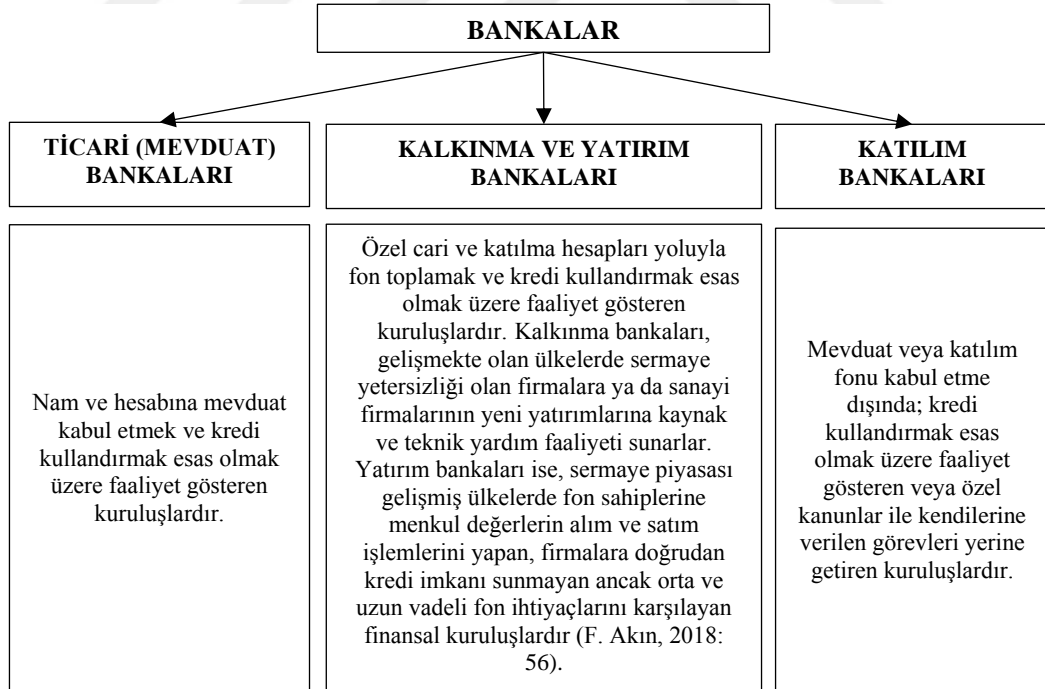 BANKALAR
TİCARİ (MEVDUAT)
BANKALARI
KALKINMA VE YATIRIM
BANKALARI
KATILIM
BANKALARI
Nam ve hesabına mevduat
kabul etmek ve kredi
kullandırmak esas olmak
üzere faaliyet gösteren
kuruluşlardır.
Özel cari ve katılma hesapları yoluyla
fon toplamak ve kredi kullandırmak esas
olmak üzere faaliyet gösteren
kuruluşlardır. Kalkınma bankaları,
gelişmekte olan ülkelerde sermaye
yetersizliği olan firmalara ya da sanayi
firmalarının yeni yatırımlarına kaynak
ve teknik yardım faaliyeti sunarlar.
Yatırım bankaları ise, sermaye piyasası
gelişmiş ülkelerde fon sahiplerine
menkul değerlerin alım ve satım
işlemlerini yapan, firmalara doğrudan
kredi imkanı sunmayan ancak orta ve
uzun vadeli fon ihtiyaçlarını karşılayan
finansal kuruluşlardır (F. Akın, 2018:
56).
Mevduat veya katılım
fonu kabul etme
dışında; kredi
kullandırmak esas
olmak üzere faaliyet
gösteren veya özel
kanunlar ile kendilerine
verilen görevleri yerine
getiren kuruluşlardır.